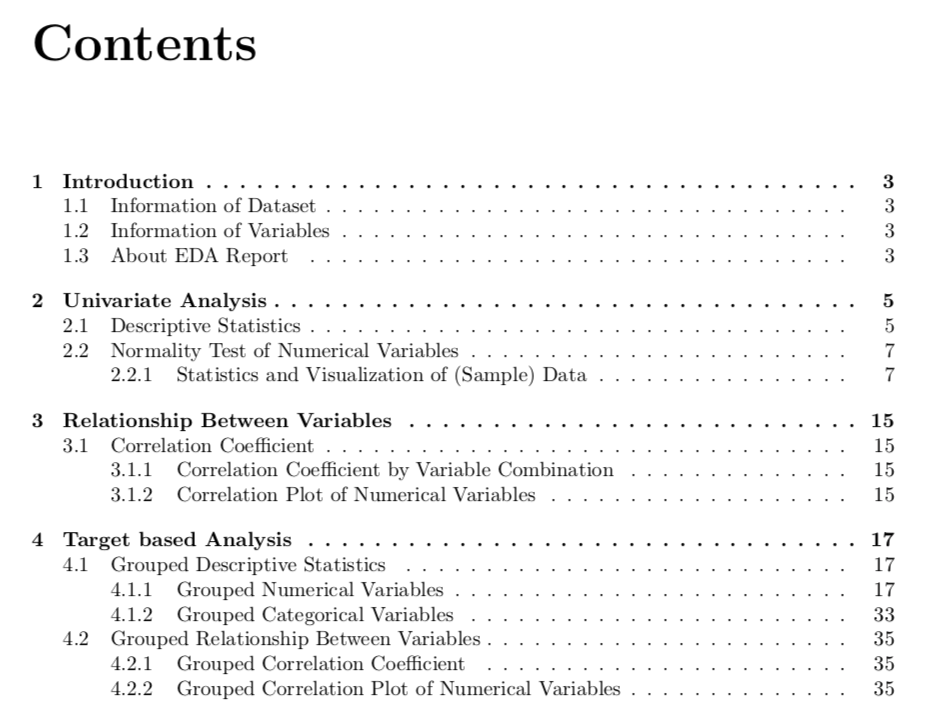 Contents
1 Introduction . . . . . . . . . . . . . . . . . . . . . . . . . . . . . . . . . . . . . . . 3
1.1 Information of Dataset . . . . . . . . . . . . . . . . . . . . . . . . . . . . . . . . . 3
1.2 Information of Variables . . . . . . . . . . . . . . . . . . . . . . . . . . . . . . . . 3
1.3 About EDA Report . . . . . . . . . . . . . . . . . . . . . . . . . . . . . . . . . . 3
2 Univariate Analysis . . . . . . . . . . . . . . . . . . . . . . . . . . . . . . . . . . . 5
2.1 Descriptive Statistics . . . . . . . . . . . . . . . . . . . . . . . . . . . . . . . . . . 5
2.2 Normality Test of Numerical Variables . . . . . . . . . . . . . . . . . . . . . . . . 7
2.2.1 Statistics and Visualization of (Sample) Data . . . . . . . . . . . . . . . . 7
3 Relationship Between Variables . . . . . . . . . . . . . . . . . . . . . . . . . . . 15
3.1 Correlation Coefficient . . . . . . . . . . . . . . . . . . . . . . . . . . . . . . . . . 15
3.1.1 Correlation Coefficient by Variable Combination . . . . . . . . . . . . . . 15
3.1.2 Correlation Plot of Numerical Variables . . . . . . . . . . . . . . . . . . . 15
4 Target based Analysis . . . . . . . . . . . . . . . . . . . . . . . . . . . . . . . . . 17
4.1 Grouped Descriptive Statistics . . . . . . . . . . . . . . . . . . . . . . . . . . . . 17
4.1.1 Grouped Numerical Variables . . . . . . . . . . . . . . . . . . . . . . . . . 17
4.1.2 Grouped Categorical Variables . . . . . . . . . . . . . . . . . . . . . . . . 33
4.2 Grouped Relationship Between Variables . . . . . . . . . . . . . . . . . . . . . . . 35
4.2.1 Grouped Correlation Coefficient . . . . . . . . . . . . . . . . . . . . . . . 35
4.2.2 Grouped Correlation Plot of Numerical Variables . . . . . . . . . . . . . . 35